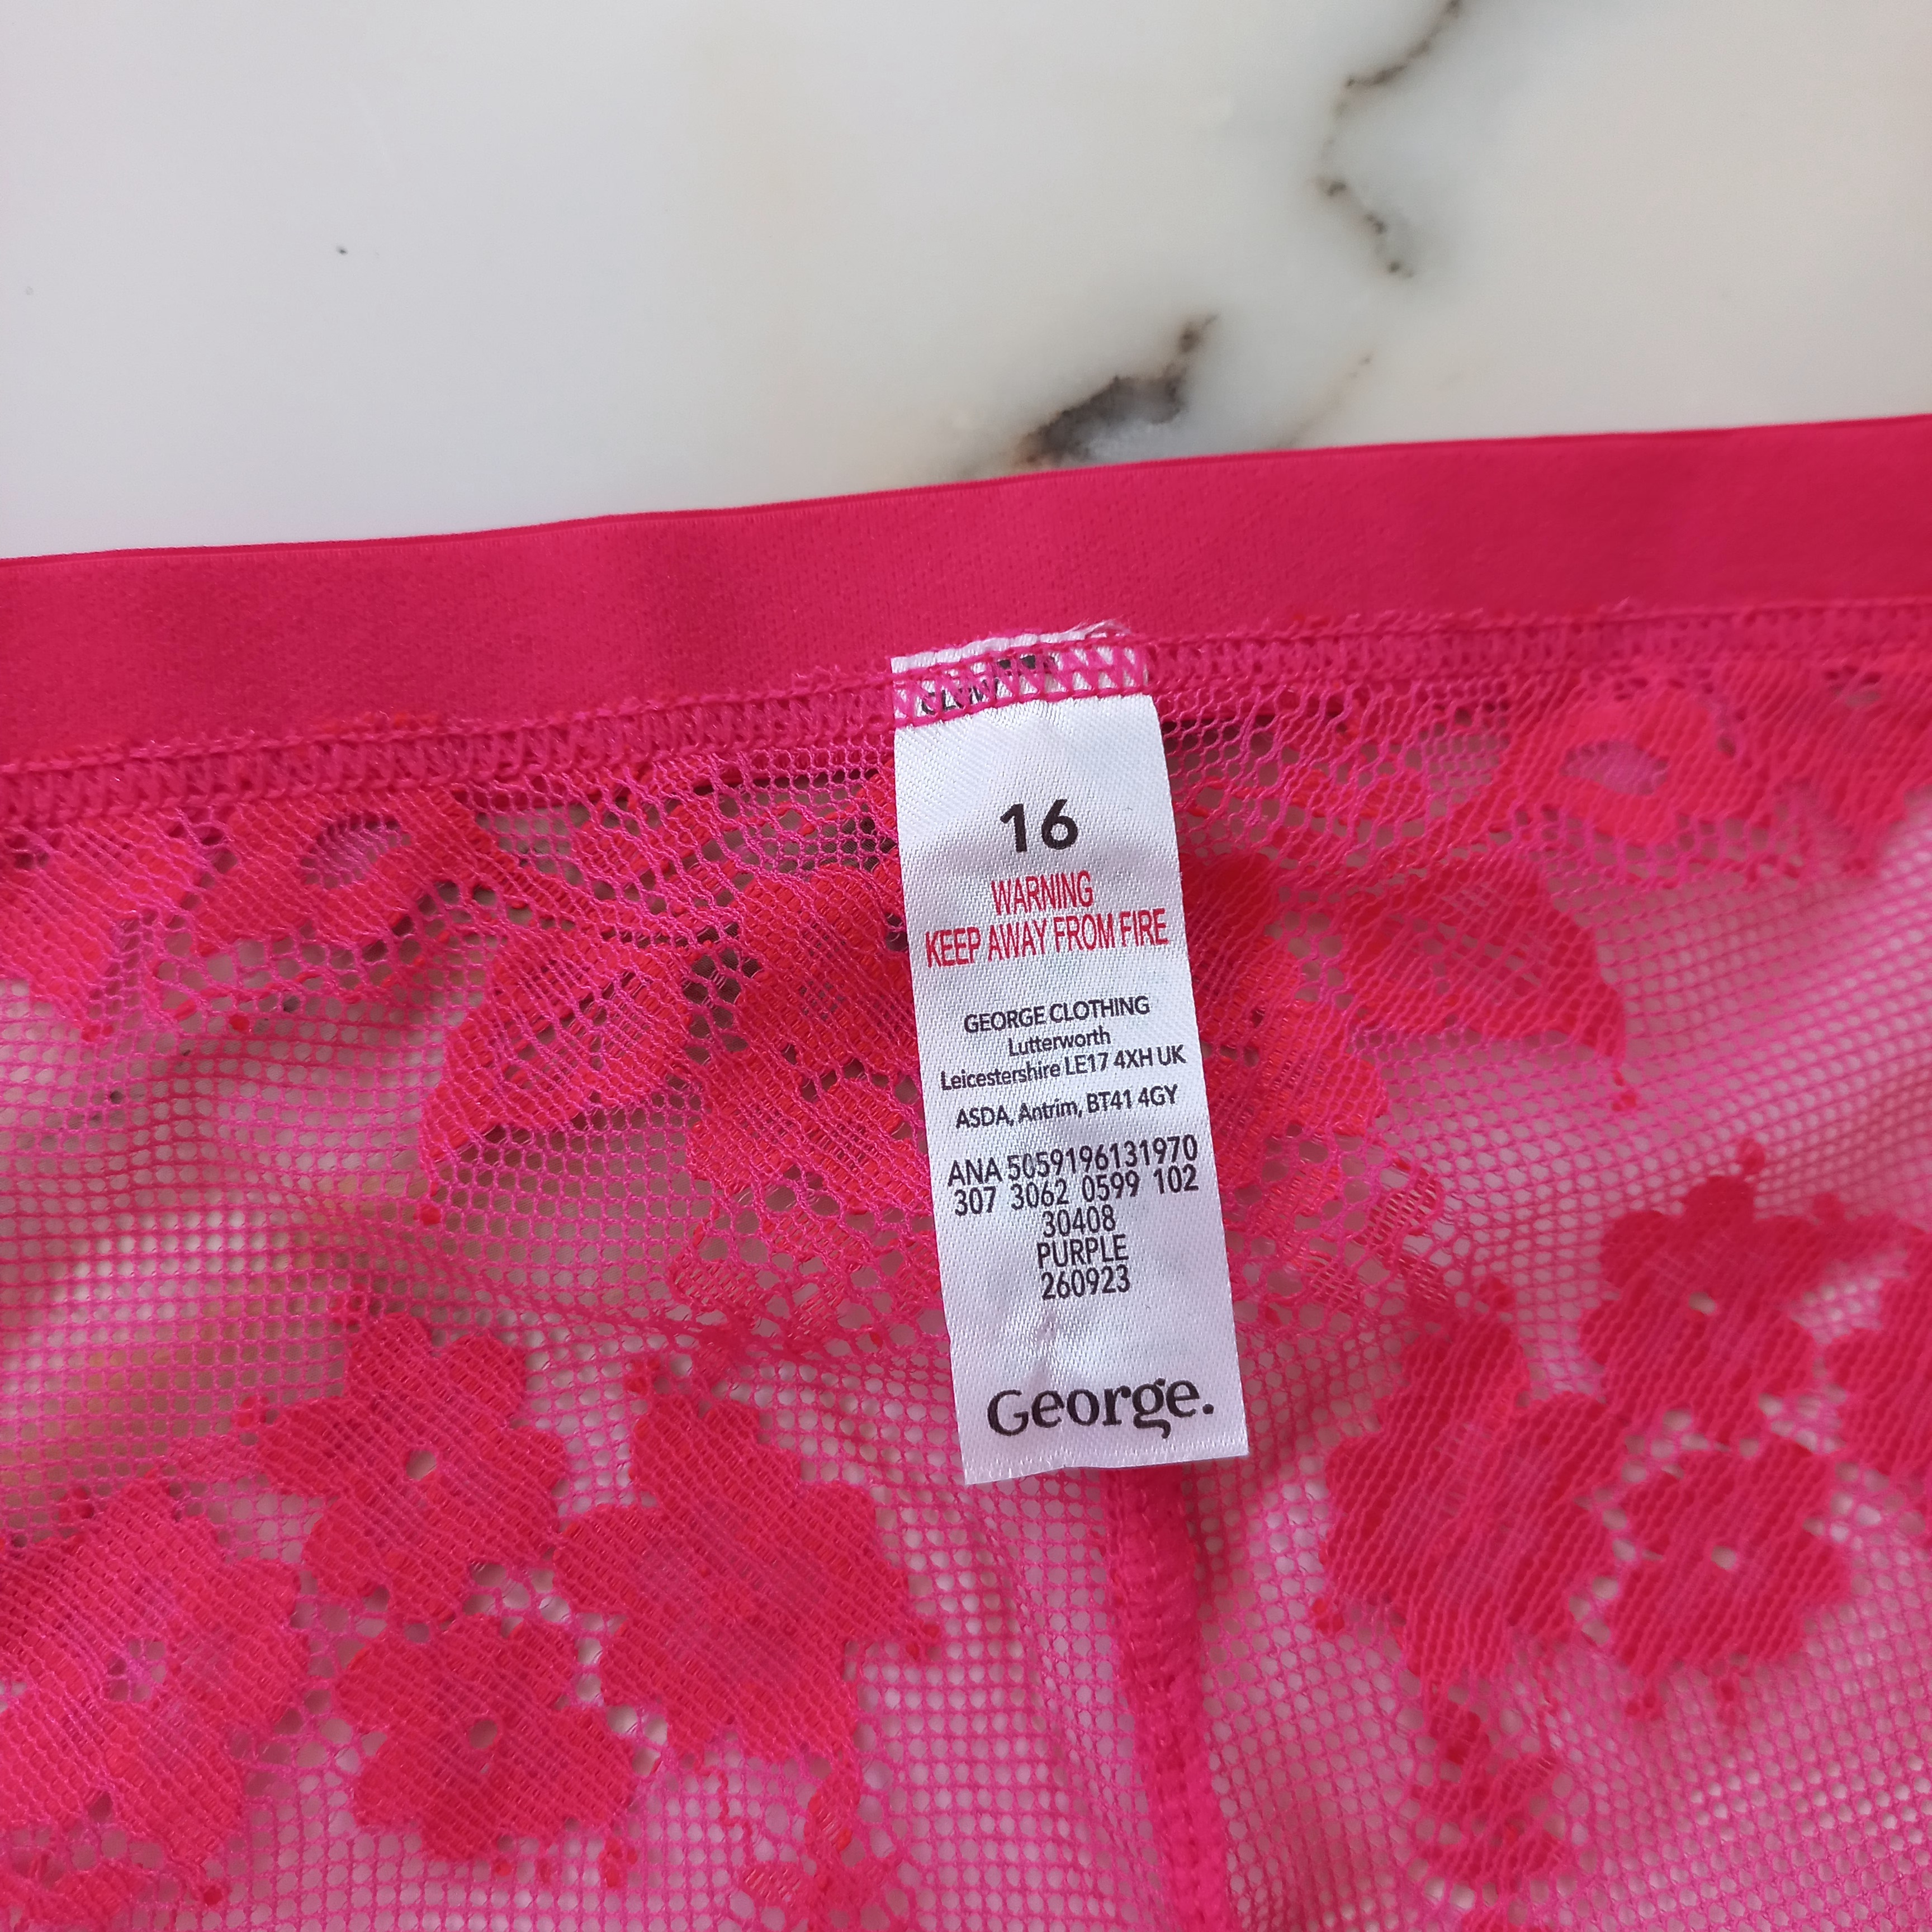 16
WARNING
KEEP AWAY FROM FIRE
GEORGE CLOTHING
Lutterworth
Leicestershire LE17 4XH UK
ASDA, Antrim, BT41 4GY
ANA 5059196131970
307 3062 0599 102
30408
PURPLE
260923
George.